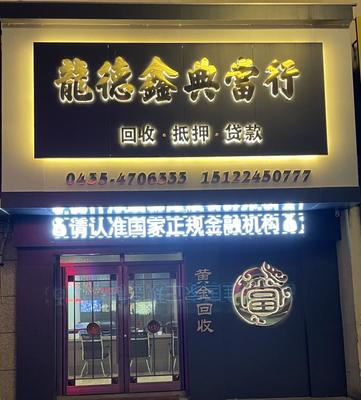 龍德鑫典當行
回收·抵押·贷款
0435-4706333 15122450777
请认准国家正规金融机构
黄金回收
當